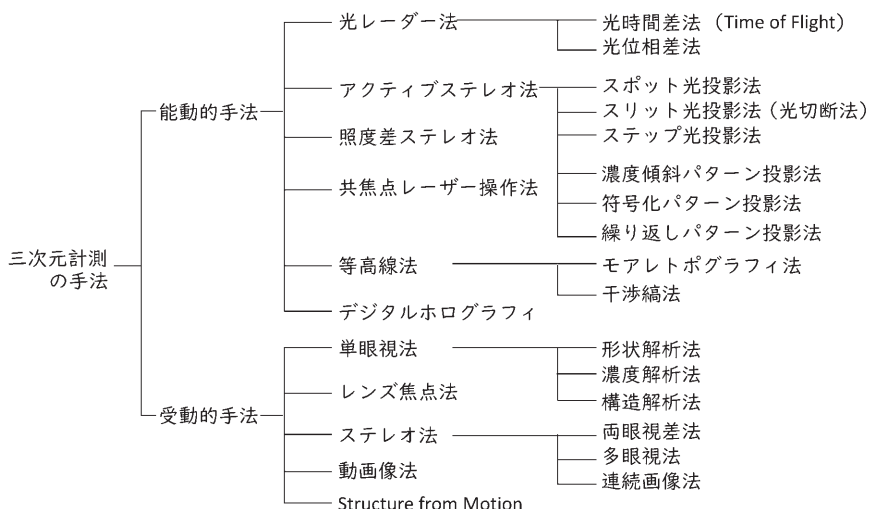 三次元計測
の手法
能動的手法
光レーダー法
光時間差法 (Time of Flight)
光位相差法
アクティブステレオ法
スポット光投影法
スリット光投影法(光切断法)
ステップ光投影法
濃度傾斜パターン投影法
符号化パターン投影法
繰り返しパターン投影法
照度差ステレオ法
共焦点レーザー操作法
等高線法
モアレトポグラフィ法
干渉縞法
デジタルホログラフィ
受動的手法
単眼視法
形状解析法
濃度解析法
構造解析法
レンズ焦点法
ステレオ法
両眼視差法
多眼視法
連続画像法
動画像法
Structure from Motion